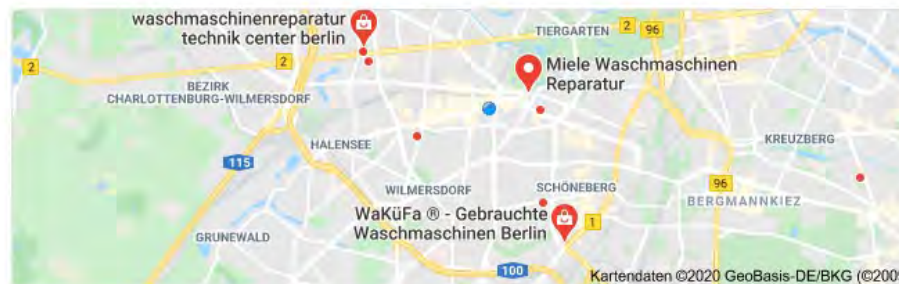 waschmaschinenreparatur
technik center berlin
TIERGARTEN
2
96
2
2
Miele Waschmaschinen
Reparatur
BEZIRK
CHARLOTTENBURG-WILMERSDORF
HALENSEE
KREUZBERG
115
WILMERSDORF
SCHÖNEBERG
96
BERGMANNKIEZ
WaKüFa ® - Gebrauchte
Waschmaschinen Berlin
1
GRUNEWALD
100
Kartendaten ©2020 GeoBasis-DE/BKG (©2009